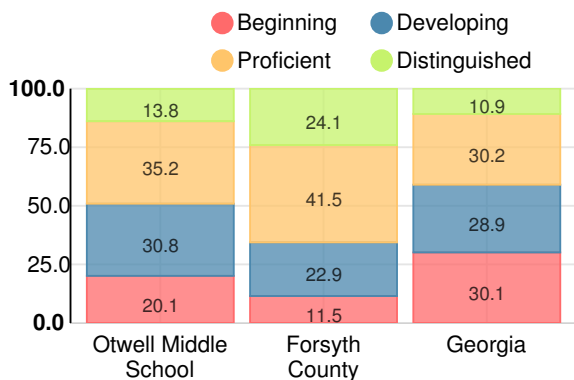 Beginning
Developing
Proficient
Distinguished
100.0
75.0
50.0
25.0
0.0
13.8
35.2
30.8
20.1
24.1
41.5
22.9
11.5
10.9
30.2
28.9
30.1
Otwell Middle
School
Forsyth
County
Georgia